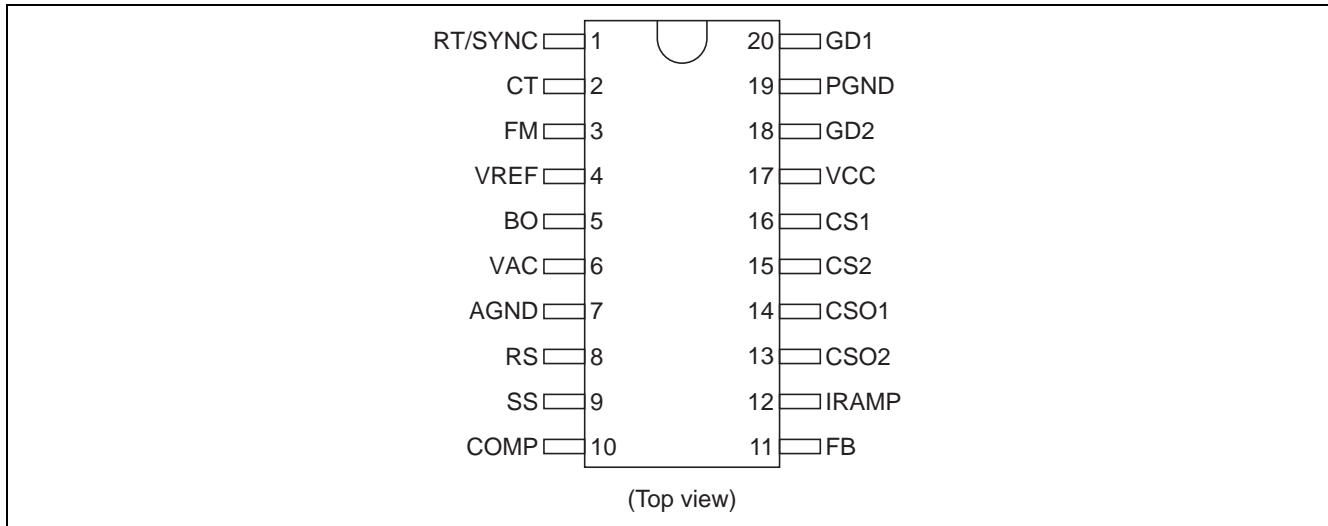 RT/SYNC 1 20 GD1
CT 2 19 PGND
FM 3 18 GD2
VREF 4 17 VCC
BO 5 16 CS1
VAC 6 15 CS2
AGND 7 14 CSO1
RS 8 13 CSO2
SS 9 12 IRAMP
COMP 10 11 FB
(Top view)